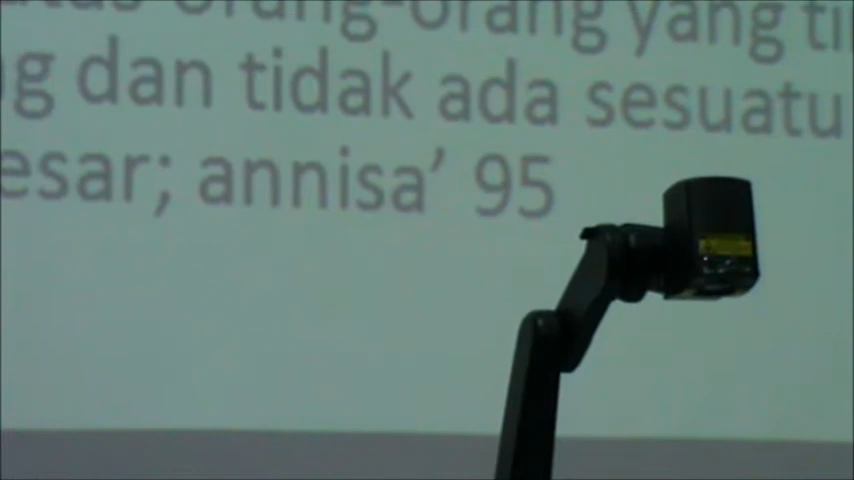 orang-orang yang
dan tidak ada sesuatu
esar; annisa’ 95